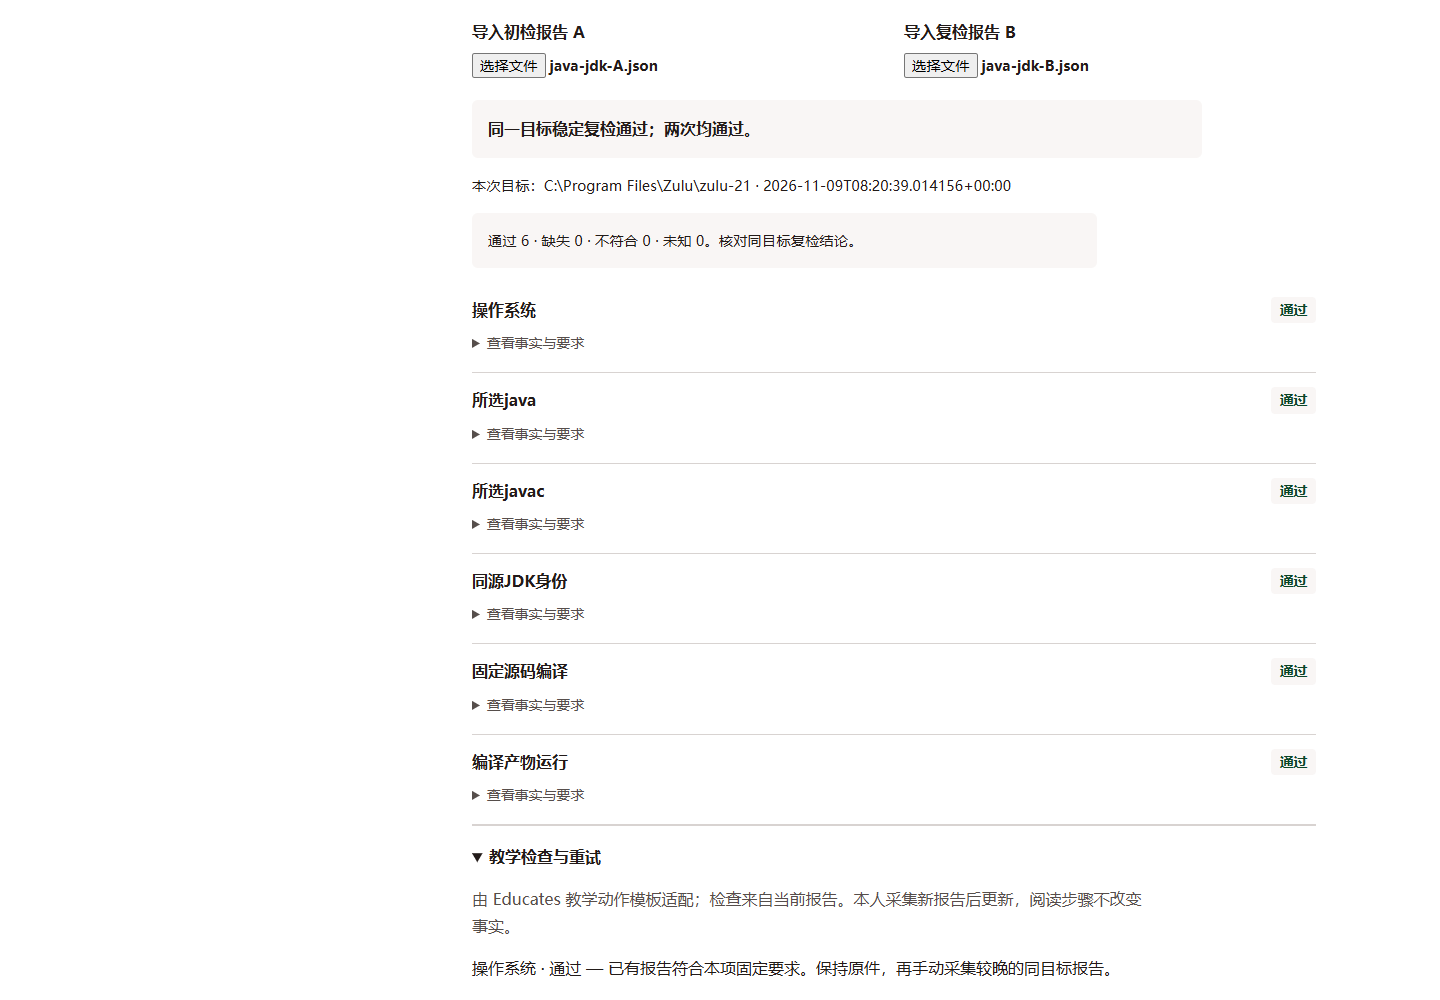 导入初检报告 A
导入复检报告 B
选择文件 java-jdk-A.json
选择文件 java-jdk-B.json
同一目标稳定复检通过；两次均通过。
本次目标：C:\Program Files\Zulu\zulu-21 · 2026-11-09T08:20:39.014156+00:00
通过 6 · 缺失 0 · 不符合 0 · 未知 0。核对同目标复检结论。
操作系统 通过
查看事实与要求
所选java 通过
查看事实与要求
所选javac 通过
查看事实与要求
同源JDK身份 通过
查看事实与要求
固定源码编译 通过
查看事实与要求
编译产物运行 通过
查看事实与要求
教学检查与重试
由 Educates 教学动作模板适配；检查来自当前报告。本人采集新报告后更新，阅读步骤不改变
事实。
操作系统 · 通过 — 已有报告符合本项固定要求。保持原件，再手动采集较晚的同目标报告。